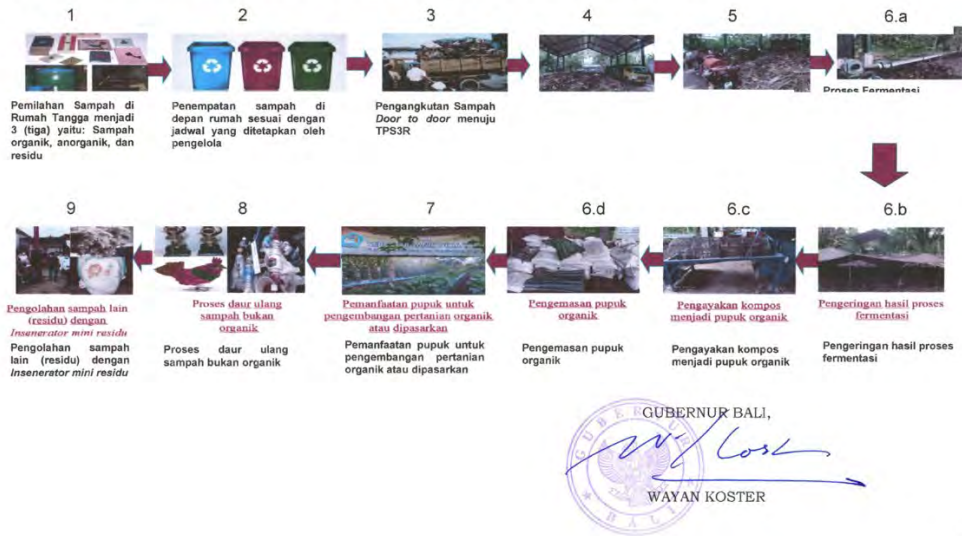 1
2
3
4
5
6.a
Pemilahan Sampah di
Rumah Tangga menjadi
3 (tiga) yaitu: Sampah
organik, anorganik, dan
residu
Penempatan sampah di
depan rumah sesuai dengan
jadwal yang ditetapkan oleh
pengelola
Pengangkutan Sampah
Door to door menuju
TPS3R
Proses Fermentasi
9
8
7
6.d
6.c
6.b
Pengolahan sampah lain
(residu) dengan
Insenerator mini residu
Pengolahan sampah
lain (residu) dengan
Insenerator mini residu
Proses daur ulang
sampah bukan
organik
Proses daur ulang
sampah bukan organik
Pemanfaatan pupuk untuk
pengembangan pertanian organik
atau dipasarkan
Pemanfaatan pupuk untuk
pengembangan pertanian
organik atau dipasarkan
Pengemasan pupuk
organik
Pengemasan pupuk
organik
Pengayakan kompos
menjadi pupuk organik
Pengayakan kompos
menjadi pupuk organik
Pengeringan hasil proses
fermentasi
Pengeringan hasil proses
fermentasi
GUBERNUR BALI,
GUBERNUR
BALI
WAYAN KOSTER